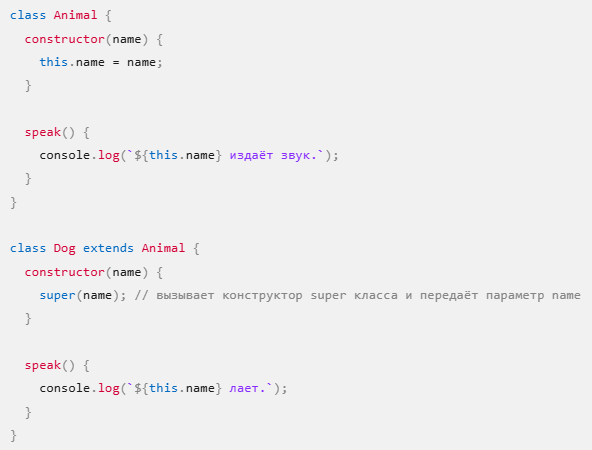 class Animal {
  constructor(name) {
    this.name = name;
  }

  speak() {
    console.log(`${this.name} издаёт звук.`);
  }
}

class Dog extends Animal {
  constructor(name) {
    super(name); // вызывает конструктор super класса и передаёт параметр name
  }

  speak() {
    console.log(`${this.name} лает.`);
  }
}